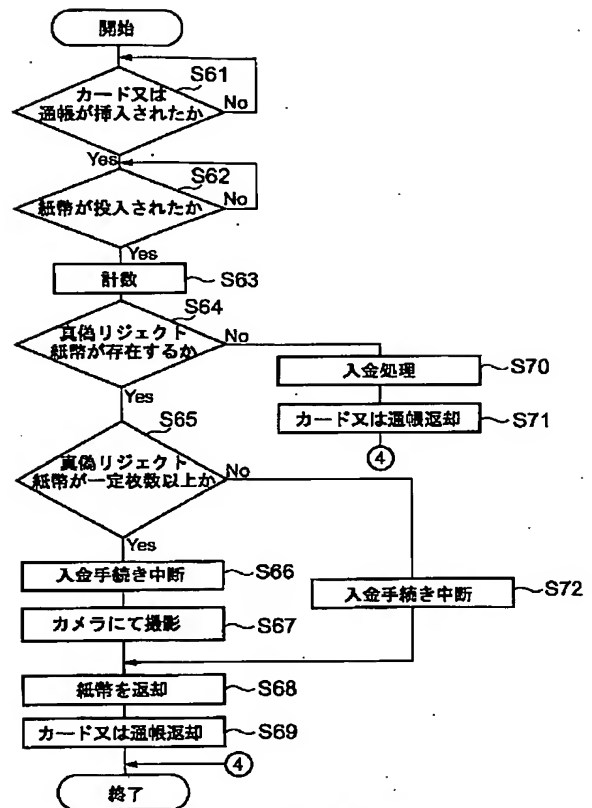 開始
S61
カード又は
通帳が挿入されたか
No
Yes
S62
紙幣が投入されたか
No
Yes
計数
S63
S64
真偽リジェクト
紙幣が存在するか
No
Yes
入金処理
S70
カード又は通帳返却
S71
④
S65
真偽リジェクト
紙幣が一定枚数以上か
No
Yes
入金手続き中断
S66
入金手続き中断
S72
カメラにて撮影
S67
紙幣を返却
S68
カード又は通帳返却
S69
④
終了